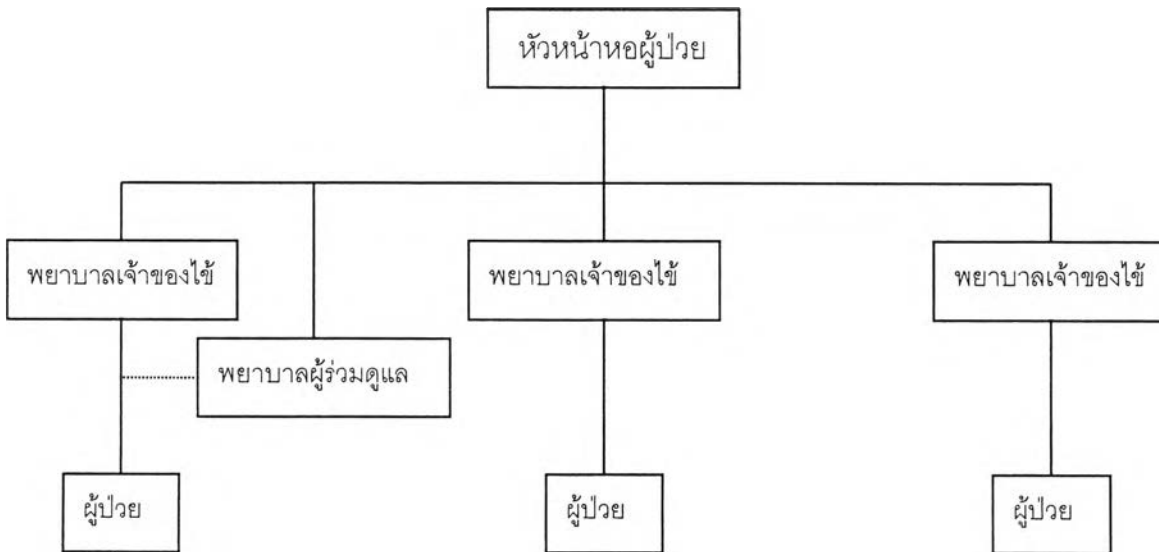 หัวหน้าหอผู้ป่วย
พยาบาลเจ้าของไข้
พยาบาลเจ้าของไข้
พยาบาลเจ้าของไข้
พยาบาลผู้ร่วมดูแล
ผู้ป่วย
ผู้ป่วย
ผู้ป่วย